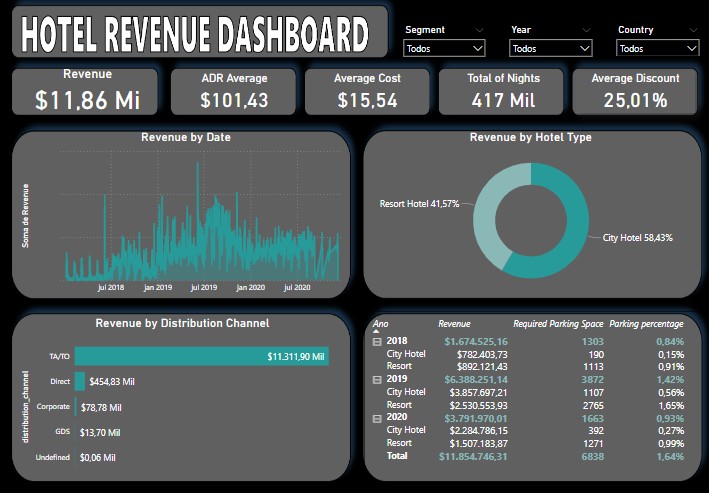 HOTEL REVENUE DASHBOARD
Segment Year Country
Todos Todos Todos
Revenue ADR Average Average Cost Total of Nights Average Discount
$11,86 Mi $101,43 $15,54 417 Mil 25,01%
Revenue by Date
Soma de Revenue
Jul 2018 Jan 2019 Jul 2019 Jan 2020 Jul 2020
Revenue by Hotel Type
Resort Hotel 41,57%
City Hotel 58,43%
Revenue by Distribution Channel
distribution_channel
TA/TO $11.311,90 Mil
Direct $454,83 Mil
Corporate $78,78 Mil
GDS $13,70 Mil
Undefined $0,06 Mil
Ano Revenue Required Parking Space Parking percentage
2018 $1.674.525,16 1303 0,84%
City Hotel $782.403,73 190 0,15%
Resort $892.121,43 1113 0,91%
2019 $6.388.251,14 3872 1,42%
City Hotel $3.857.697,21 1107 0,56%
Resort $2.530.553,93 2765 1,65%
2020 $3.791.970,01 1663 0,93%
City Hotel $2.284.786,15 392 0,27%
Resort $1.507.183,87 1271 0,99%
Total $11.854.746,31 6838 1,64%